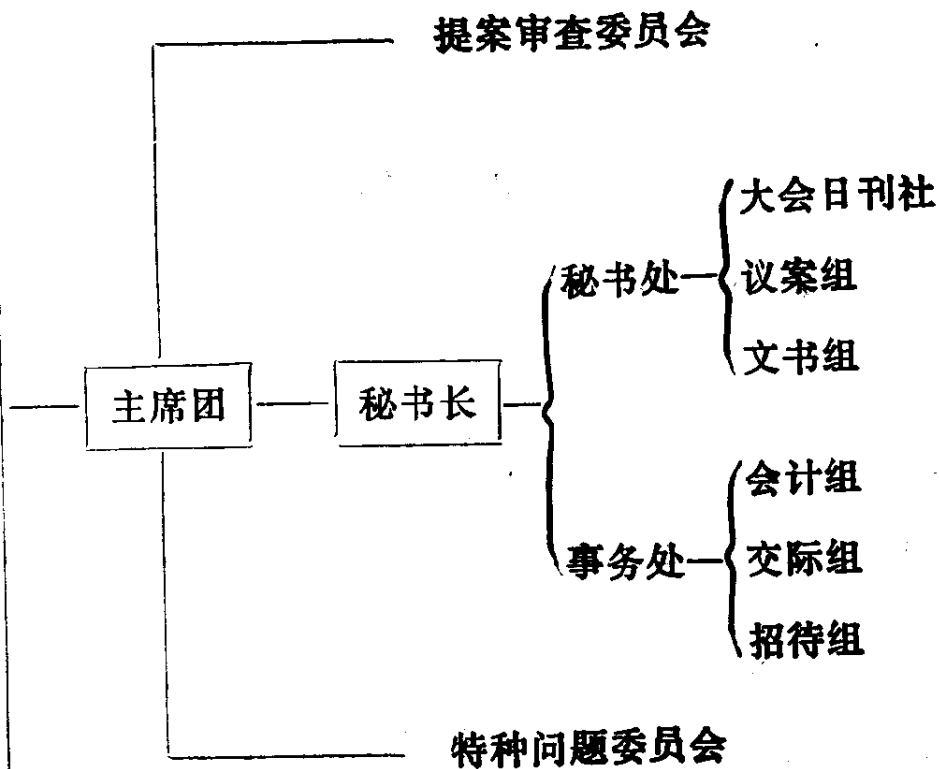 提案审查委员会
大会日刊社
秘书处
议案组
文书组
主席团
秘书长
会计组
事务处
交际组
招待组
特种问题委员会